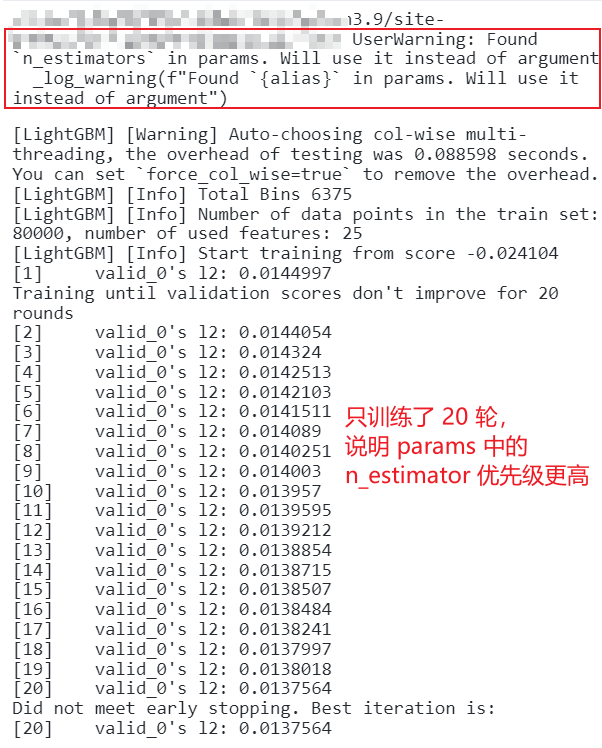 n3.9/site-
UserWarning: Found
`n_estimators` in params. Will use it instead of argument
_log_warning(f"Found `{alias}` in params. Will use it
instead of argument")
[LightGBM] [Warning] Auto-choosing col-wise multi-
threading, the overhead of testing was 0.088598 seconds.
You can set `force_col_wise=true` to remove the overhead.
[LightGBM] [Info] Total Bins 6375
[LightGBM] [Info] Number of data points in the train set:
80000, number of used features: 25
[LightGBM] [Info] Start training from score -0.024104
[1] valid_0's l2: 0.0144997
Training until validation scores don't improve for 20
rounds
[2] valid_0's l2: 0.0144054
[3] valid_0's l2: 0.014324
[4] valid_0's l2: 0.0142513
[5] valid_0's l2: 0.0142103
[6] valid_0's l2: 0.0141511
[7] valid_0's l2: 0.014089
[8] valid_0's l2: 0.0140251
[9] valid_0's l2: 0.014003
[10] valid_0's l2: 0.013957
[11] valid_0's l2: 0.0139595
[12] valid_0's l2: 0.0139212
[13] valid_0's l2: 0.0138854
[14] valid_0's l2: 0.0138715
[15] valid_0's l2: 0.0138507
[16] valid_0's l2: 0.0138484
[17] valid_0's l2: 0.0138241
[18] valid_0's l2: 0.0137997
[19] valid_0's l2: 0.0138018
[20] valid_0's l2: 0.0137564
Did not meet early stopping. Best iteration is:
[20] valid_0's l2: 0.0137564
只训练了 20 轮，
说明 params 中的
n_estimator 优先级更高